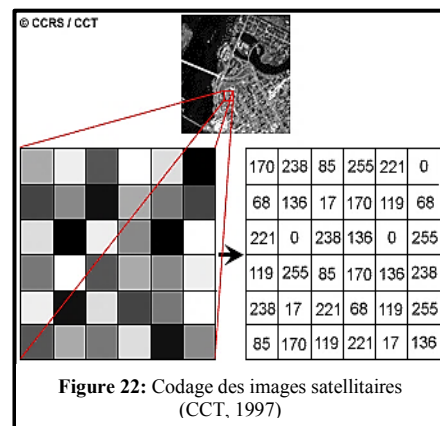 © CCRS / CCT
170 238 85 255 221 0
68 136 17 170 119 68
221 0 238 136 0 255
119 255 85 170 136 238
238 17 221 68 119 255
85 170 119 221 17 136
Figure 22: Codage des images satellitaires
(CCT, 1997)